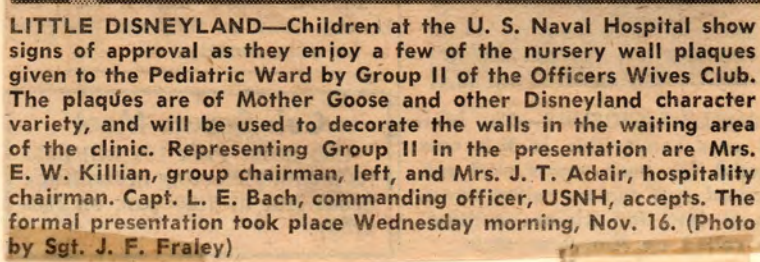 LITTLE DISNEYLAND—Children at the U. S. Naval Hospital show
signs of approval as they enjoy a few of the nursery wall plaques
given to the Pediatric Ward by Group II of the Officers Wives Club.
The plaques are of Mother Goose and other Disneyland character
variety, and will be used to decorate the walls in the waiting area
of the clinic. Representing Group II in the presentation are Mrs.
E. W. Killian, group chairman, left, and Mrs. J. T. Adair, hospitality
chairman. Capt. L. E. Bach, commanding officer, USNH, accepts. The
formal presentation took place Wednesday morning, Nov. 16. (Photo
by Sgt. J. F. Fraley)